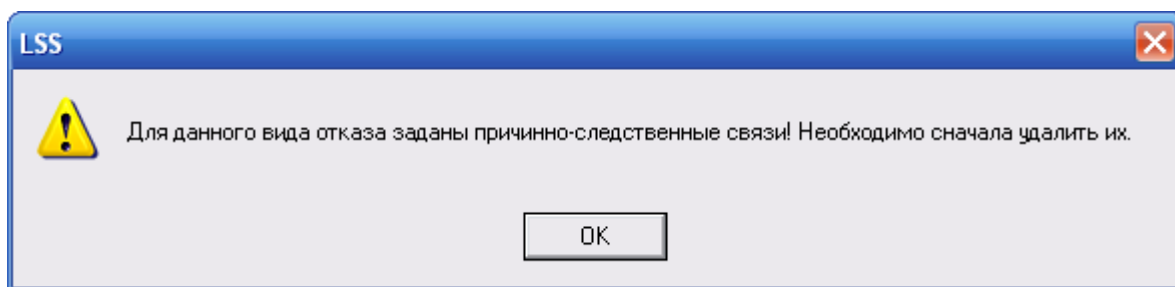 LSS
Для данного вида отказа заданы причинно-следственные связи! Необходимо сначала удалить их.
OK